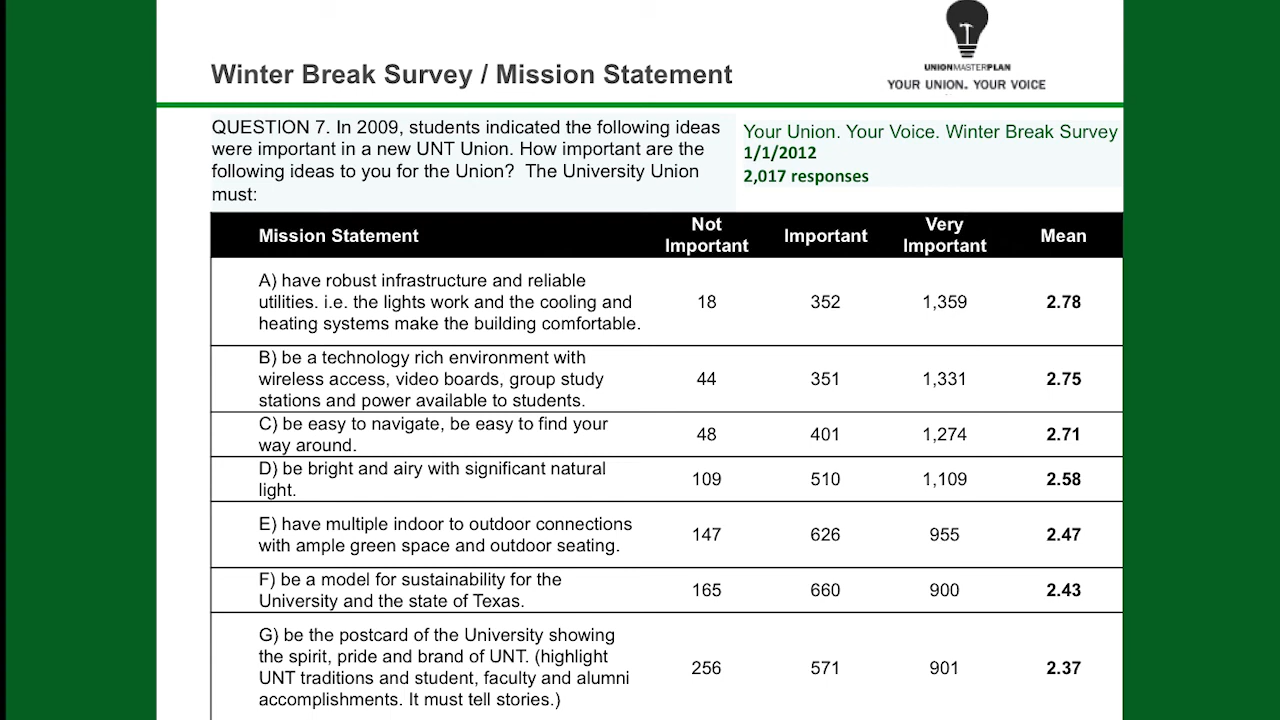 UNIONMASTERPLAN
YOUR UNION. YOUR VOICE
Winter Break Survey / Mission Statement
QUESTION 7. In 2009, students indicated the following ideas
were important in a new UNT Union. How important are the
following ideas to you for the Union?  The University Union
must:
Your Union. Your Voice. Winter Break Survey
1/1/2012
2,017 responses
Mission Statement
Not
Important
Important
Very
Important
Mean
A) have robust infrastructure and reliable
utilities. i.e. the lights work and the cooling and
heating systems make the building comfortable.
18
352
1,359
2.78
B) be a technology rich environment with
wireless access, video boards, group study
stations and power available to students.
44
351
1,331
2.75
C) be easy to navigate, be easy to find your
way around.
48
401
1,274
2.71
D) be bright and airy with significant natural
light.
109
510
1,109
2.58
E) have multiple indoor to outdoor connections
with ample green space and outdoor seating.
147
626
955
2.47
F) be a model for sustainability for the
University and the state of Texas.
165
660
900
2.43
G) be the postcard of the University showing
the spirit, pride and brand of UNT. (highlight
UNT traditions and student, faculty and alumni
accomplishments. It must tell stories.)
256
571
901
2.37